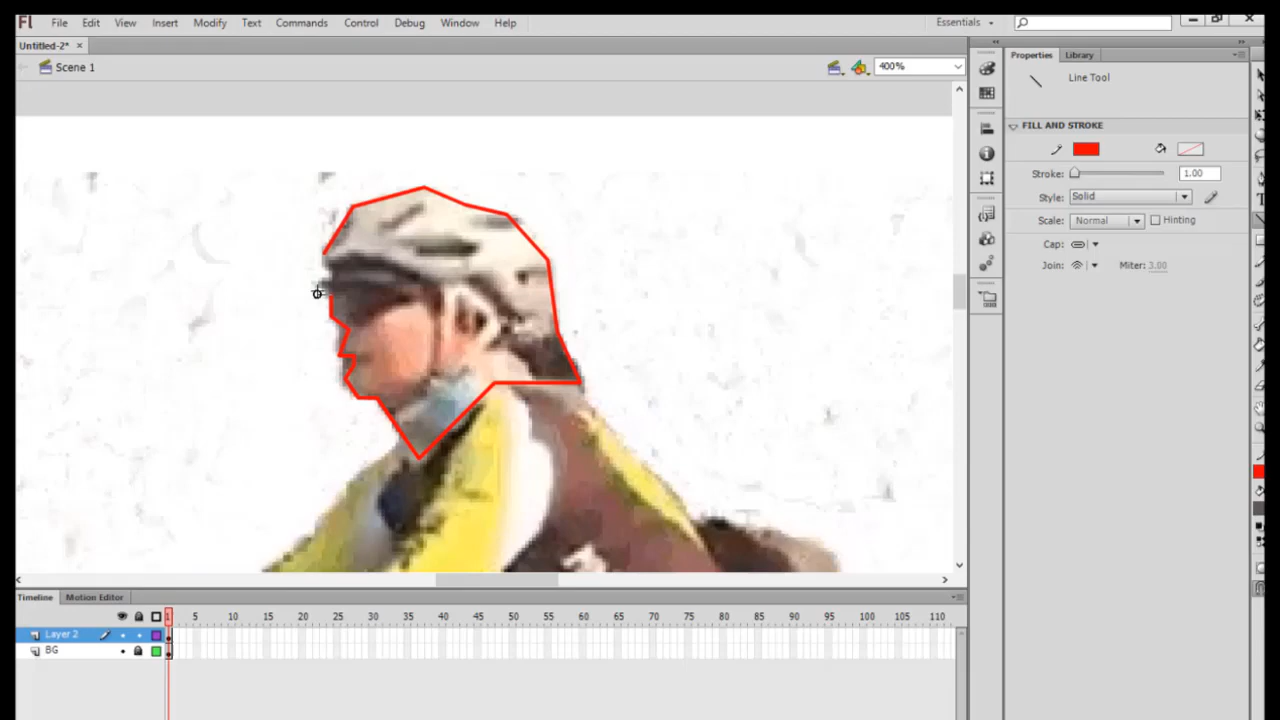 Fl File Edit View Insert Modify Text Commands Control Debug Window Help Essentials
Untitled-2* ×
Scene 1 400%
Properties Library
Line Tool
FILL AND STROKE
Stroke: 1.00
Style: Solid
Scale: Normal Hinting
Cap:
Join: Miter: 3.00
Timeline Motion Editor
1 5 10 15 20 25 30 35 40 45 50 55 60 65 70 75 80 85 90 95 100 105 110
Layer 2
BG